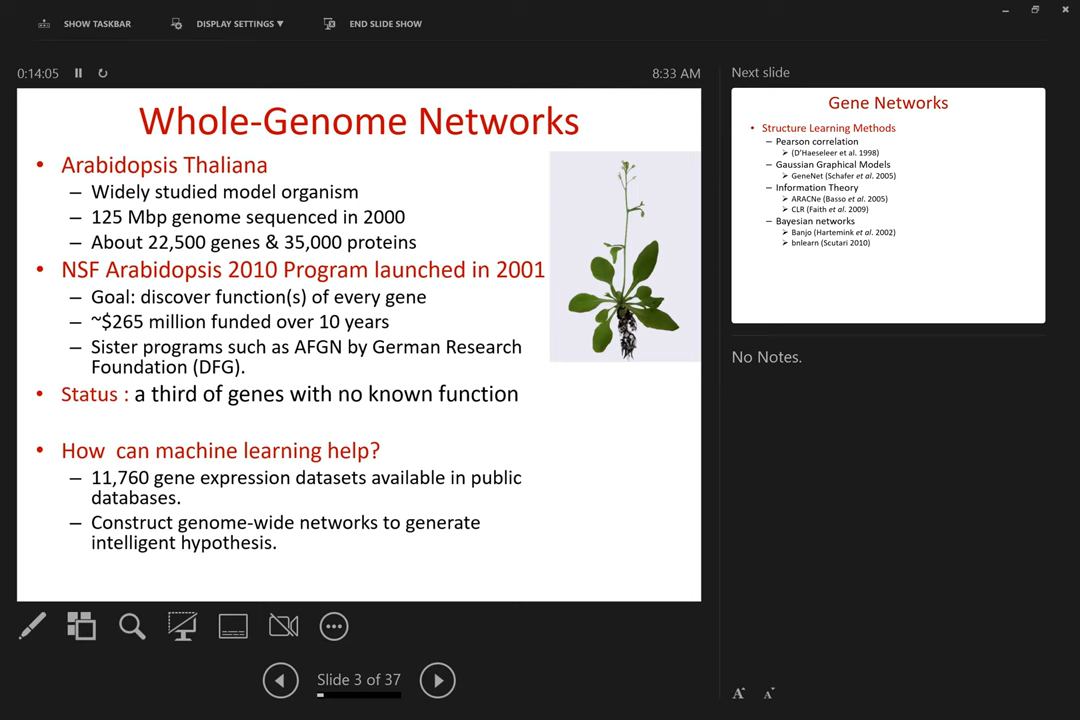 SHOW TASKBAR
DISPLAY SETTINGS ▼
END SLIDE SHOW
0:14:05
8:33 AM
Whole-Genome Networks
• Arabidopsis Thaliana
– Widely studied model organism
– 125 Mbp genome sequenced in 2000
– About 22,500 genes & 35,000 proteins
• NSF Arabidopsis 2010 Program launched in 2001
– Goal: discover function(s) of every gene
– ~$265 million funded over 10 years
– Sister programs such as AFGN by German Research
Foundation (DFG).
• Status : a third of genes with no known function
• How can machine learning help?
– 11,760 gene expression datasets available in public
databases.
– Construct genome-wide networks to generate
intelligent hypothesis.
Slide 3 of 37
Next slide
Gene Networks
• Structure Learning Methods
– Pearson correlation
➢ (D'Haeseleer et al. 1998)
– Gaussian Graphical Models
➢ GeneNet (Schafer et al. 2005)
– Information Theory
➢ ARACNe (Basso et al. 2005)
➢ CLR (Faith et al. 2009)
– Bayesian networks
➢ Banjo (Hartemink et al. 2002)
➢ bnlearn (Scutari 2010)
No Notes.
A A